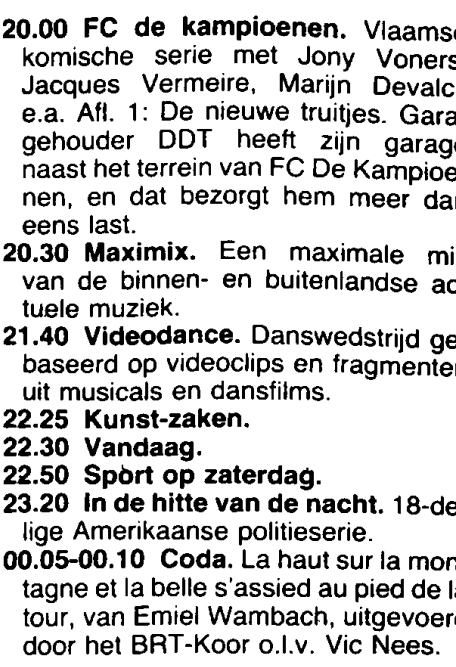 20.00 FC de kampioenen. Vlaamse
komische serie met Jony Voners
Jacques Vermeire, Marijn Devalc
e.a. Afl. 1: De nieuwe truitjes. Gara
gehouder DDT heeft zijn garage
naast het terrein van FC De Kampioe
nen, en dat bezorgt hem meer dan
eens last.
20.30 Maximix. Een maximale mi
van de binnen- en buitenlandse ac
tuele muziek.
21.40 Videodance. Danswedstrijd ge
baseerd op videoclips en fragmenten
uit musicals en dansfilms.
22.25 Kunst-zaken.
22.30 Vandaag.
22.50 Spòrt op zaterdag.
23.20 In de hitte van de nacht. 18-de
lige Amerikaanse politieserie.
00.05-00.10 Coda. La haut sur la mon
tagne et la belle s'assied au pied de la
tour, van Emiel Wambach, uitgevoerd
door het BRT-Koor o.l.v. Vic Nees.